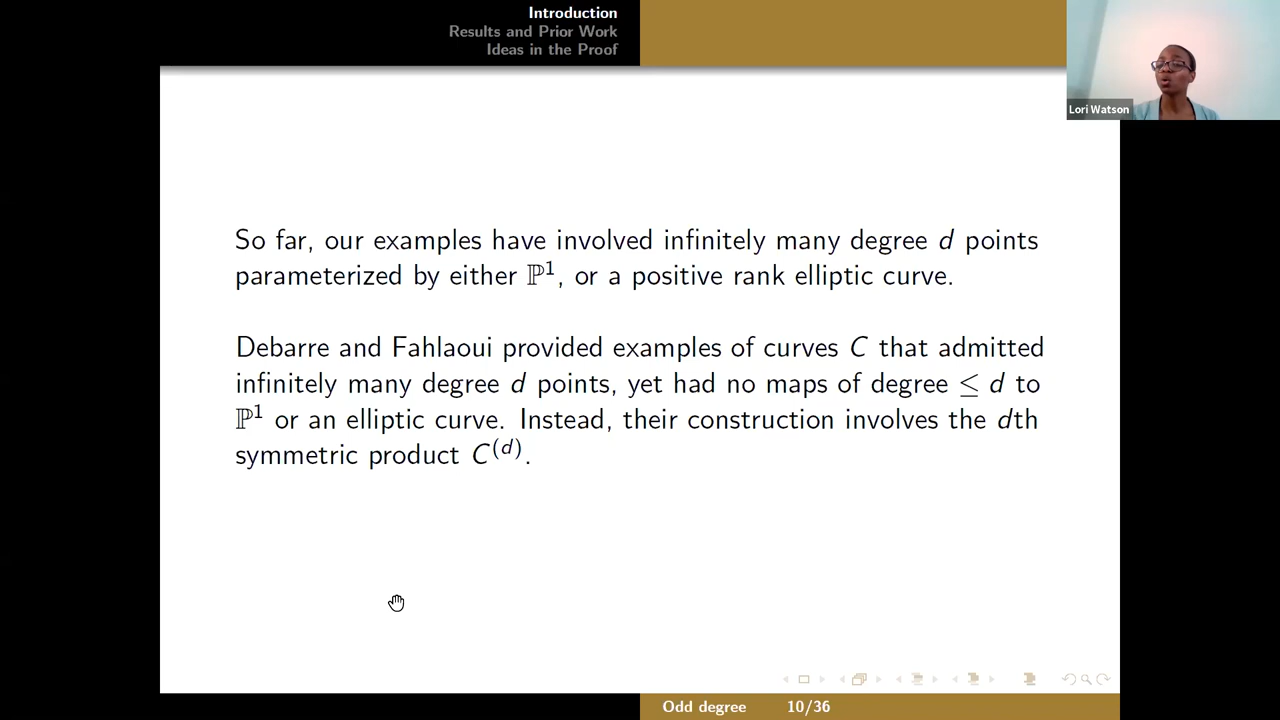 Introduction
Results and Prior Work
Ideas in the Proof
Lori Watson
So far, our examples have involved infinitely many degree d points
parameterized by either ℙ¹, or a positive rank elliptic curve.
Debarre and Fahlaoui provided examples of curves C that admitted
infinitely many degree d points, yet had no maps of degree ≤ d to
ℙ¹ or an elliptic curve. Instead, their construction involves the dth
symmetric product C⁽ᵈ⁾.
Odd degree 10/36